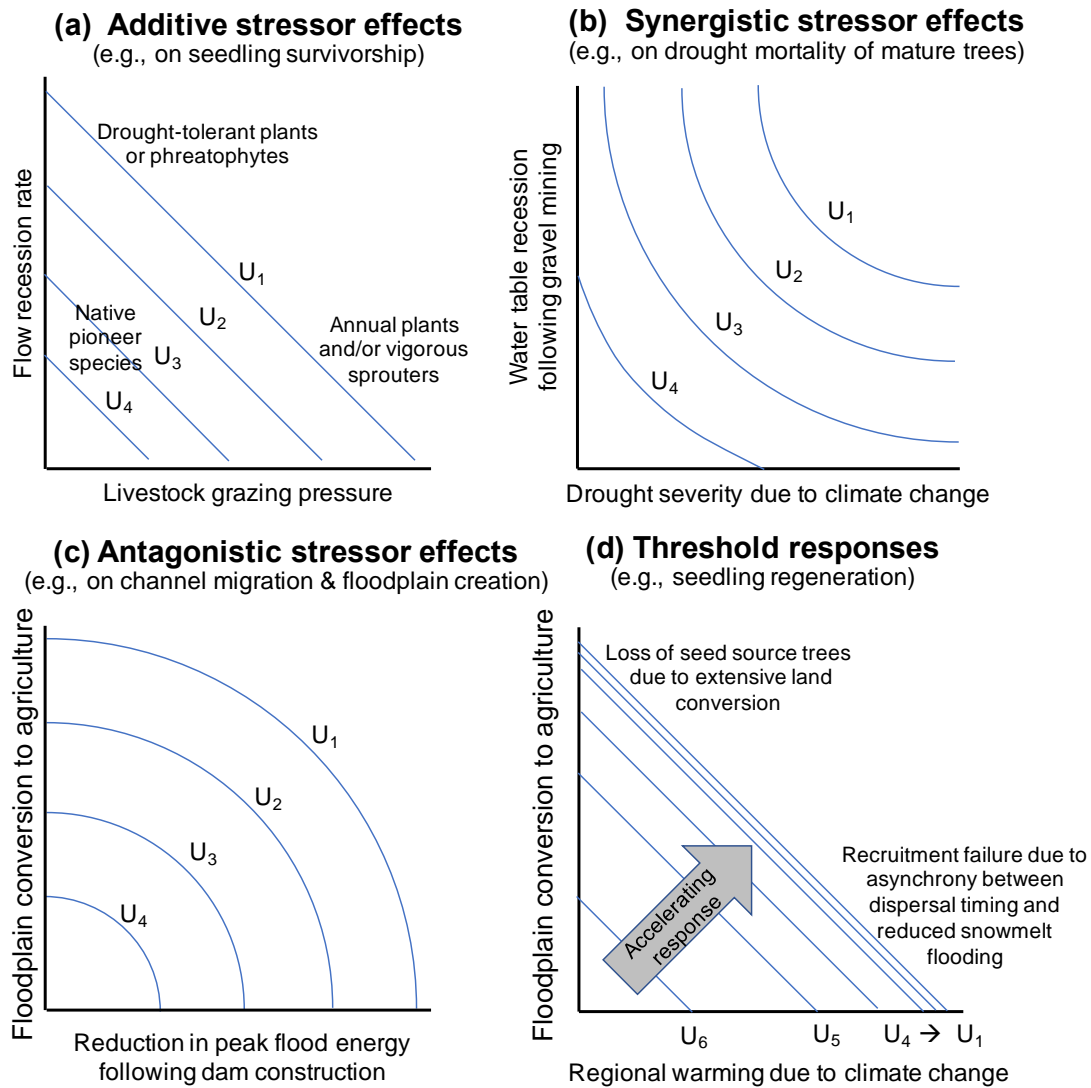 (a) Additive stressor effects
(e.g., on seedling survivorship)
Flow recession rate
Drought-tolerant plants
or phreatophytes
U1
U2
Native
pioneer
species
U3
U4
Annual plants
and/or vigorous
sprouters
Livestock grazing pressure
(b) Synergistic stressor effects
(e.g., on drought mortality of mature trees)
Water table recession
following gravel mining
U1
U2
U3
U4
Drought severity due to climate change
(c) Antagonistic stressor effects
(e.g., on channel migration & floodplain creation)
Floodplain conversion to agriculture
U1
U2
U3
U4
Reduction in peak flood energy
following dam construction
(d) Threshold responses
(e.g., seedling regeneration)
Floodplain conversion to agriculture
Loss of seed source trees
due to extensive land
conversion
Accelerating
response
Recruitment failure due to
asynchrony between
dispersal timing and
reduced snowmelt
flooding
U6 U5 U4 → U1
Regional warming due to climate change